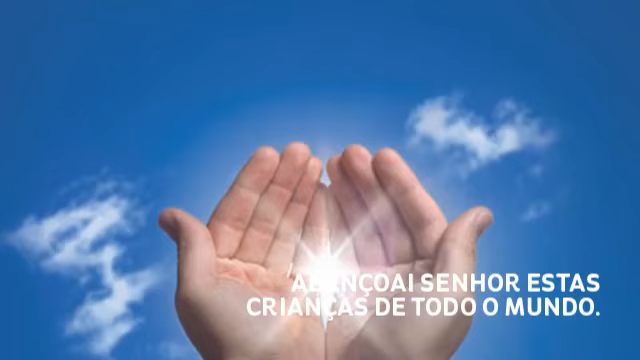 ABENÇOAI SENHOR ESTAS
CRIANÇAS DE TODO O MUNDO.